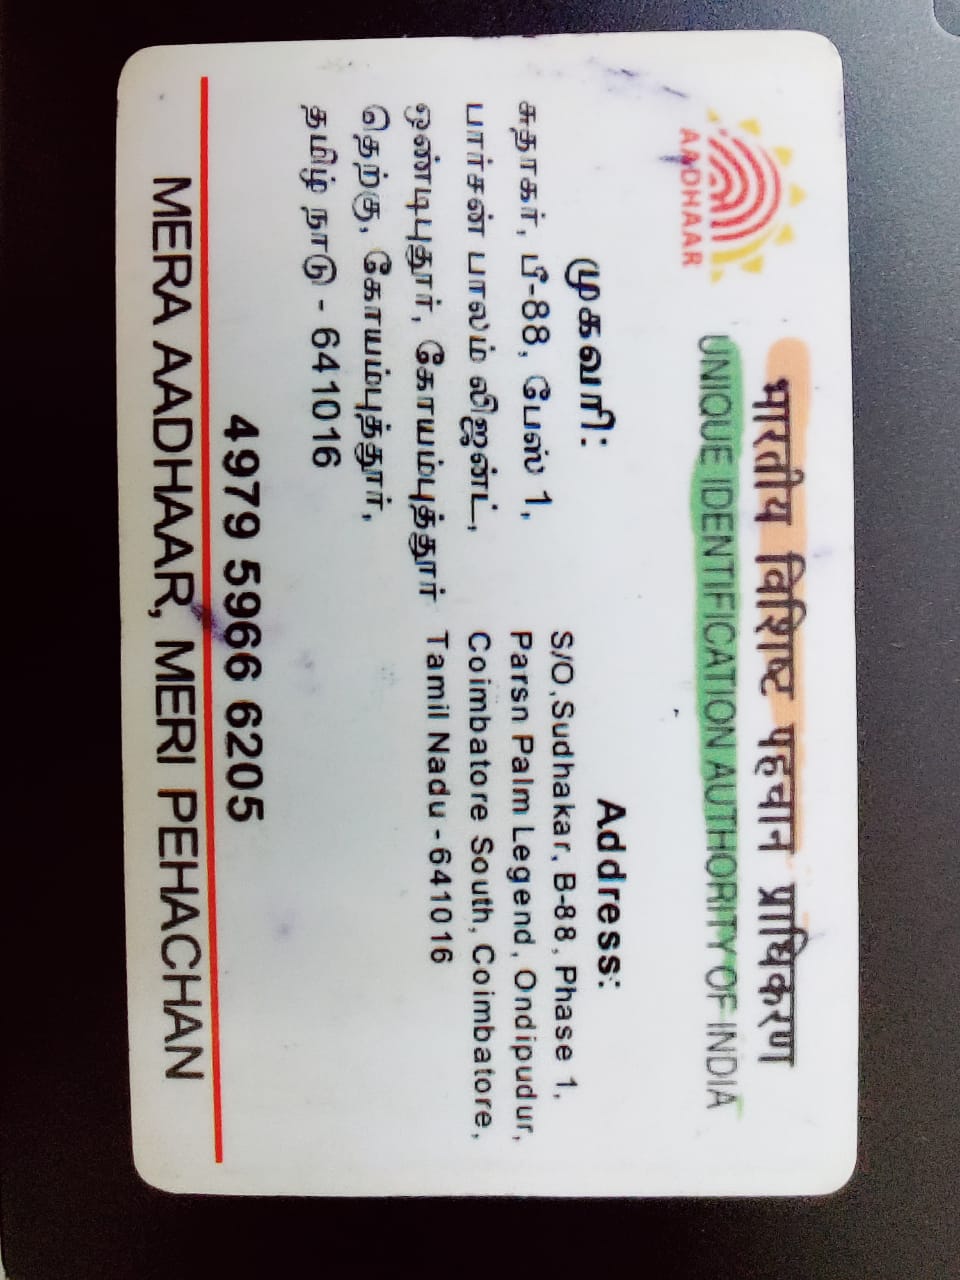 AADHAAR
भारतीय विशिष्ट पहचान प्राधिकरण
UNIQUE IDENTIFICATION AUTHORITY OF INDIA
முகவரி:
சுதாகர், பி-88, பேஸ் 1,
பார்சன் பாலம் லிஜண்ட்,
ஒண்டிபுதூர், கோயம்புத்தூர்
தெற்கு, கோயம்புத்தூர்,
தமிழ் நாடு - 641016
Address:
S/O,Sudhakar, B-88, Phase 1,
Parsn Palm Legend, Ondipudur,
Coimbatore South, Coimbatore,
Tamil Nadu - 641016
4979 5966 6205
MERA AADHAAR, MERI PEHACHAN